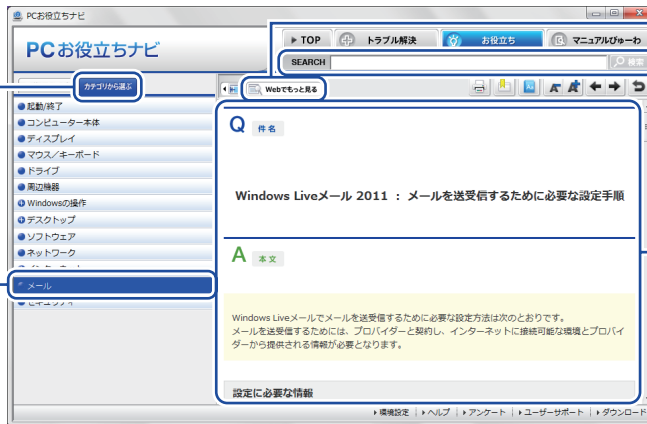 PCお役立ちナビ
PCお役立ちナビ
TOP
トラブル解決
お役立ち
マニュアルびゅーわ
SEARCH
検索
カテゴリから選ぶ
Webでもっと見る
起動/終了
コンピューター本体
ディスプレイ
マウス/キーボード
ドライブ
周辺機器
Windowsの操作
デスクトップ
ソフトウェア
ネットワーク
メール
セキュリティ
Q 件名
Windows Liveメール 2011 : メールを送受信するために必要な設定手順
A 本文
Windows Liveメールでメールを送受信するために必要な設定方法は次のとおりです。
メールを送受信するためには、プロバイダーと契約し、インターネットに接続可能な環境とプロバイ
ダーから提供される情報が必要となります。
設定に必要な情報
環境設定 ヘルプ アンケート ユーザーサポート ダウンロード